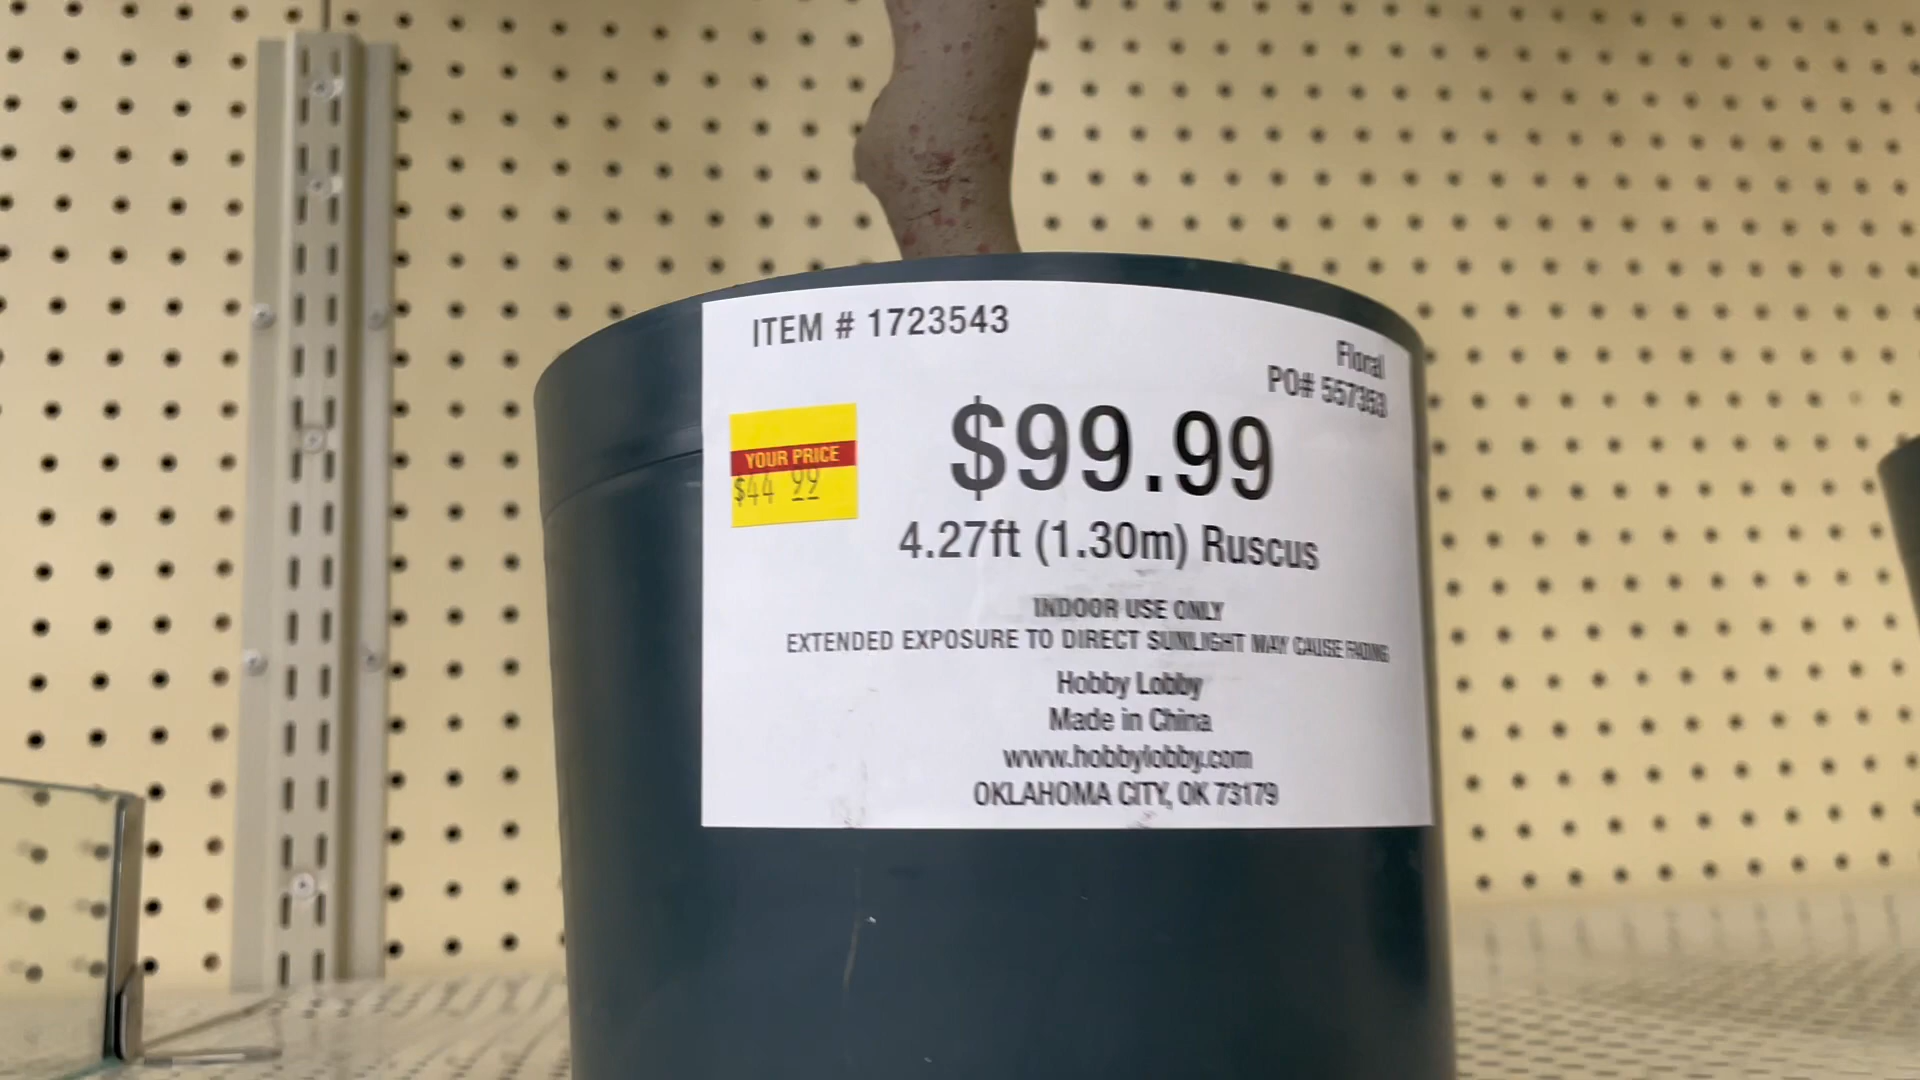 ITEM # 1723543
Floral
PO# 557353
$99.99
YOUR PRICE
$44 99
4.27ft (1.30m) Ruscus
INDOOR USE ONLY
EXTENDED EXPOSURE TO DIRECT SUNLIGHT MAY CAUSE FADING
Hobby Lobby
Made in China
www.hobbylobby.com
OKLAHOMA CITY, OK 73179